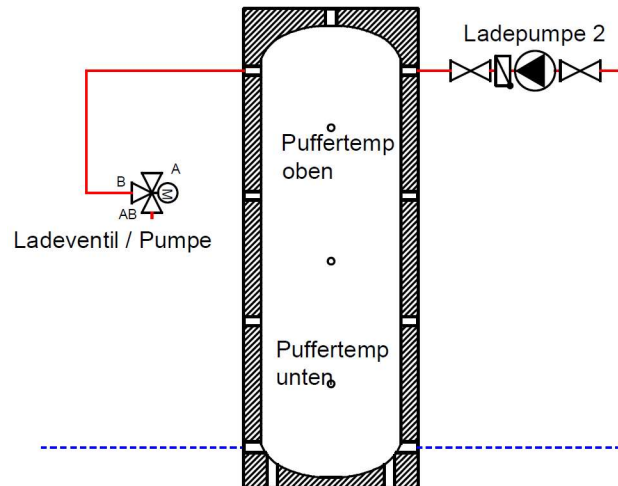 Ladepumpe 2
Puffertemp
oben
A
B
M
AB
Ladeventil / Pumpe
Puffertemp
unten